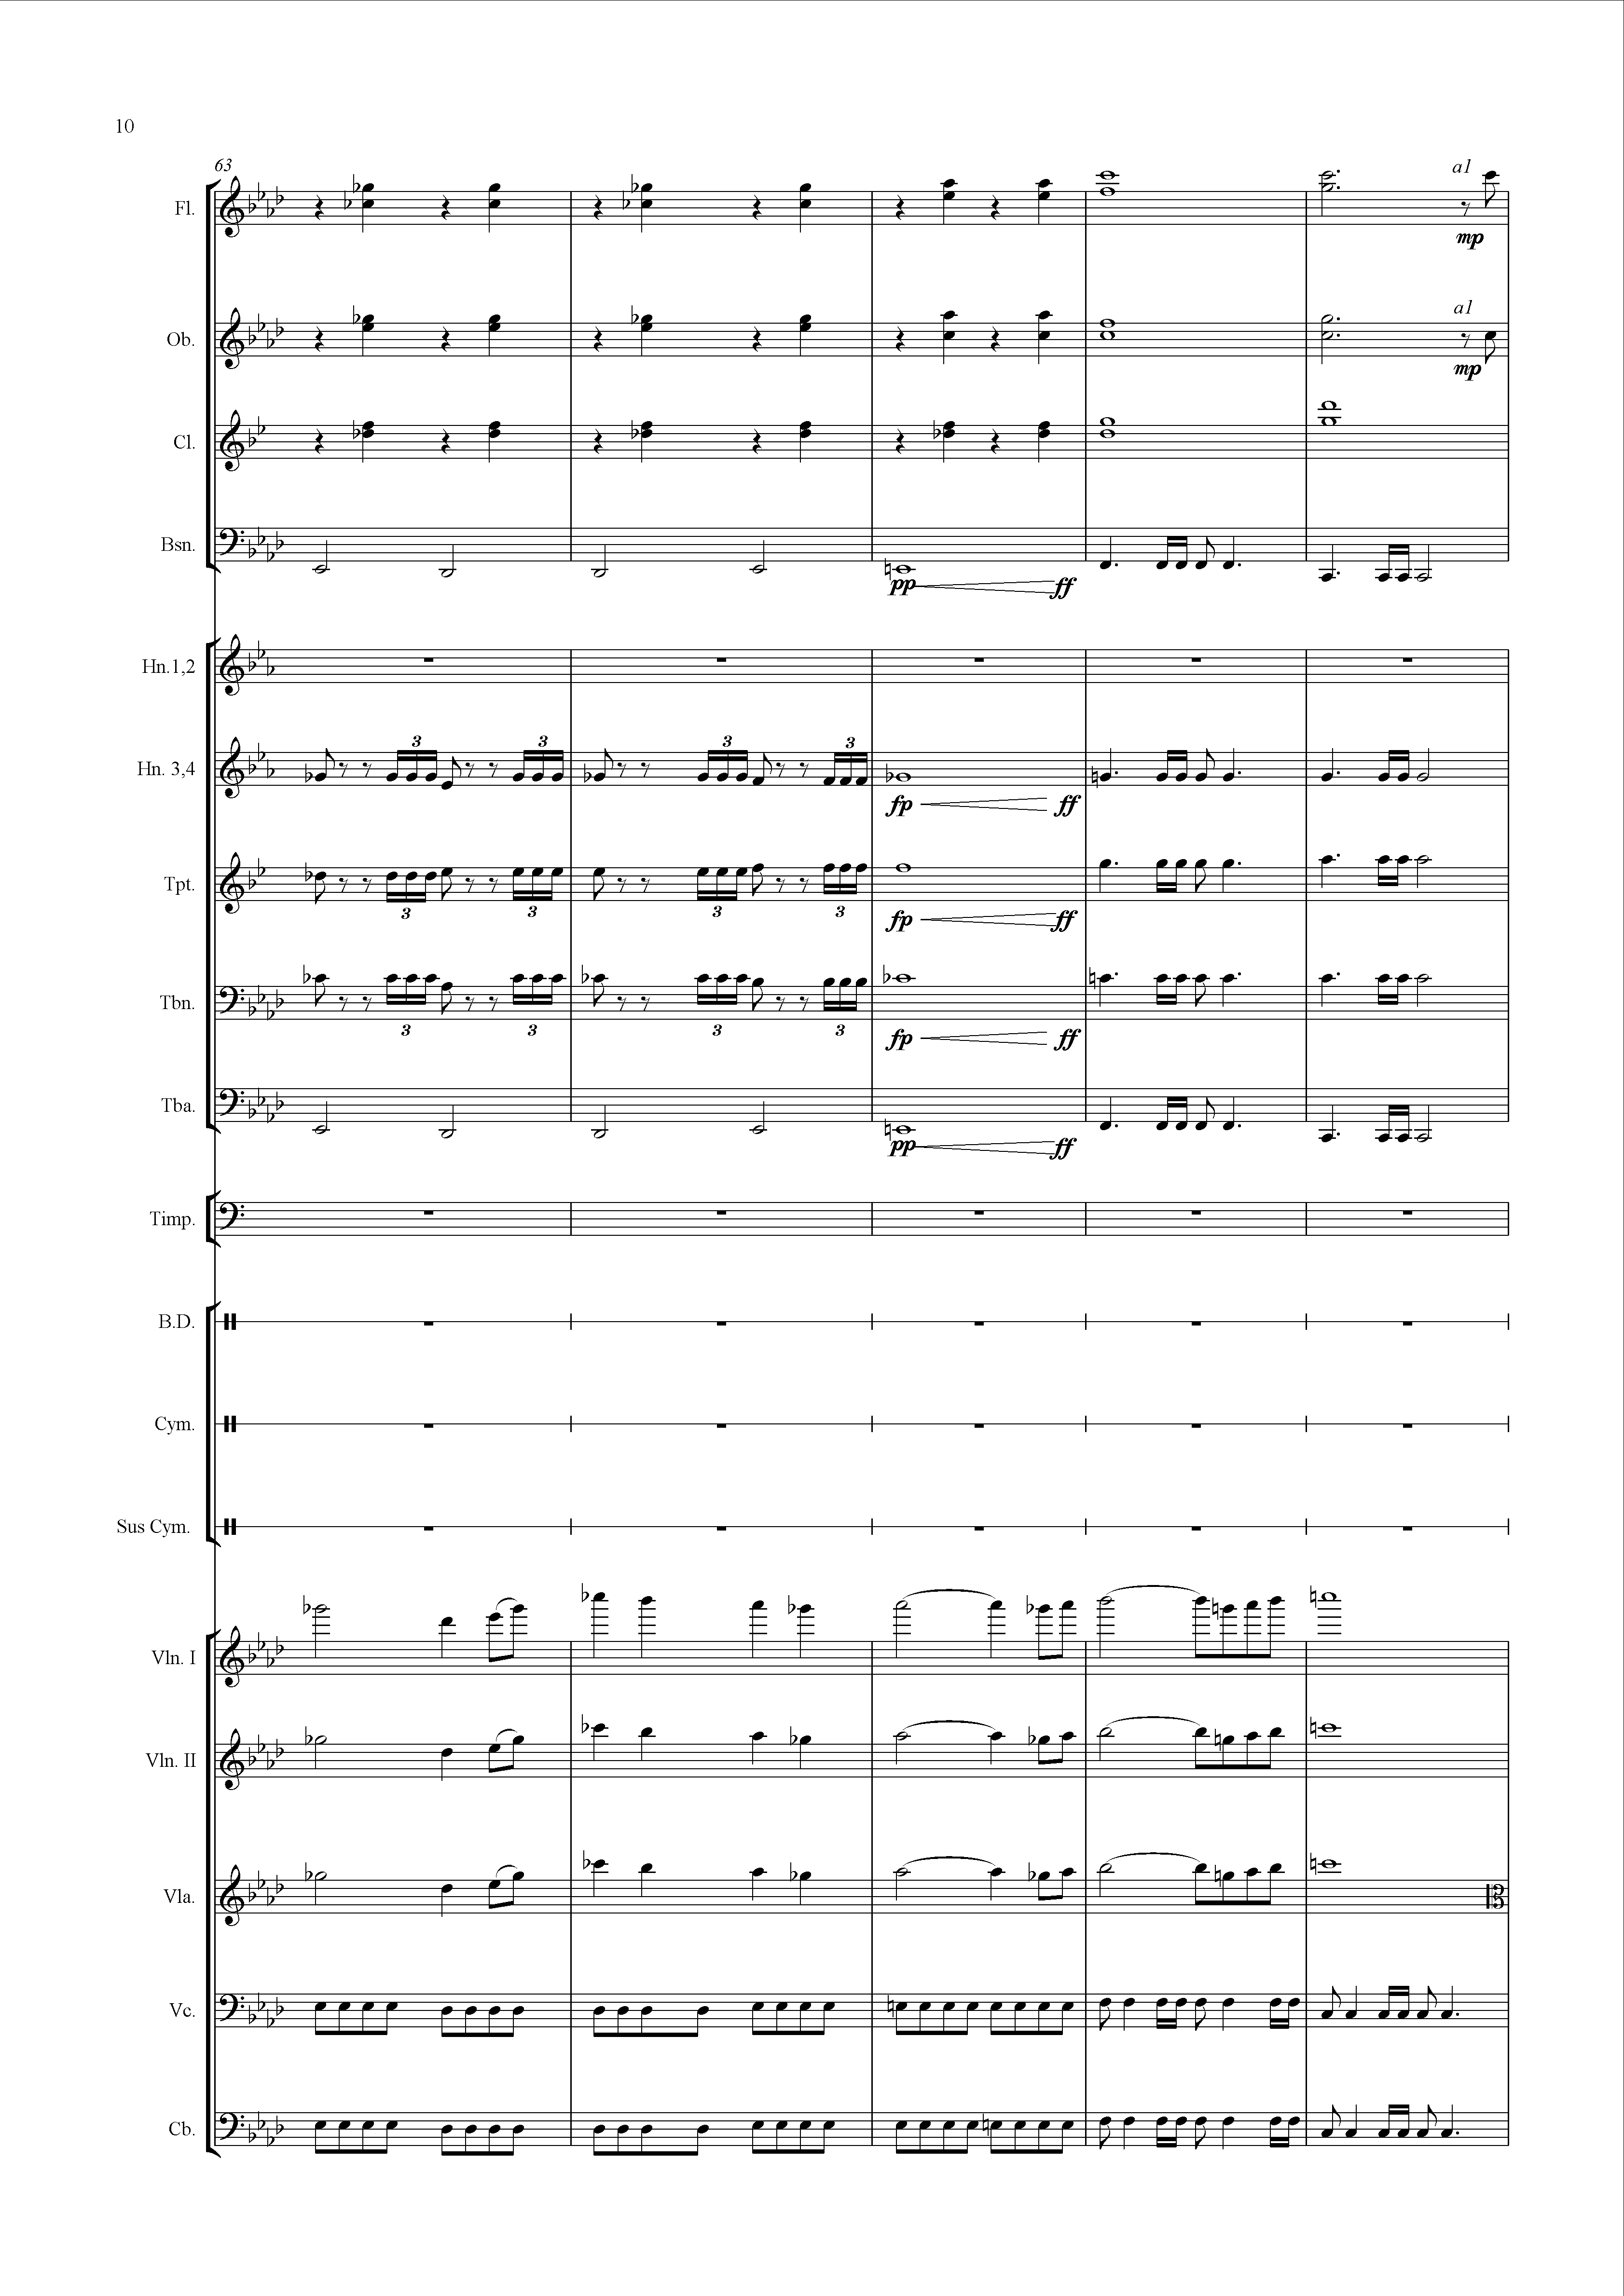 10
63
Fl.
a1
mp
Ob.
a1
mp
Cl.
Bsn.
pp
ff
Hn.1,2
Hn. 3,4
3
3
3
3
fp
ff
Tpt.
3
3
3
3
fp
ff
Tbn.
3
3
3
3
fp
ff
Tba.
pp
ff
Timp.
B.D.
Cym.
Sus Cym.
Vln. I
Vln. II
Vla.
Vc.
Cb.